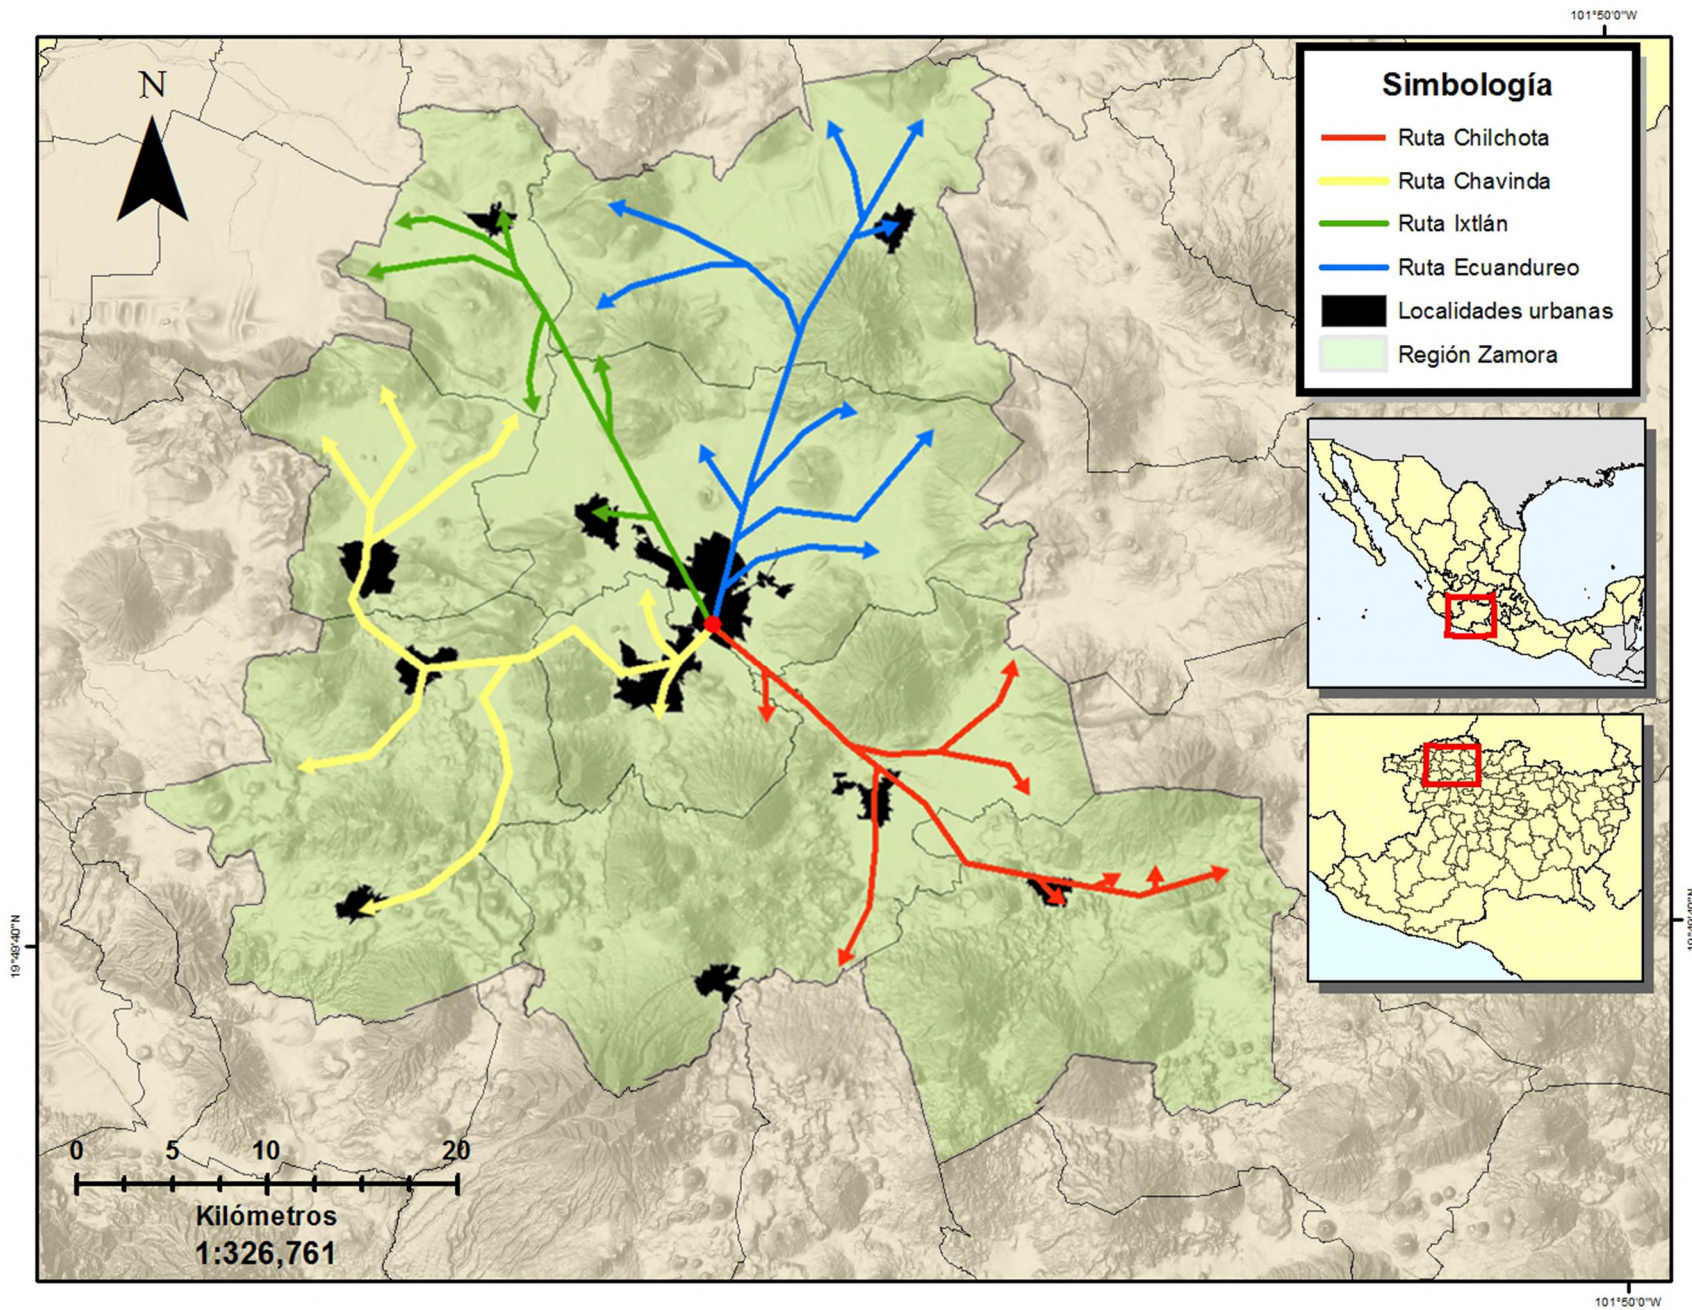 101°50'0"W
N
Simbología
Ruta Chilchota
Ruta Chavinda
Ruta Ixtlán
Ruta Ecuandureo
Localidades urbanas
Región Zamora
19°49'40"N
0 5 10 20
Kilómetros
1:326,761
101°50'0"W